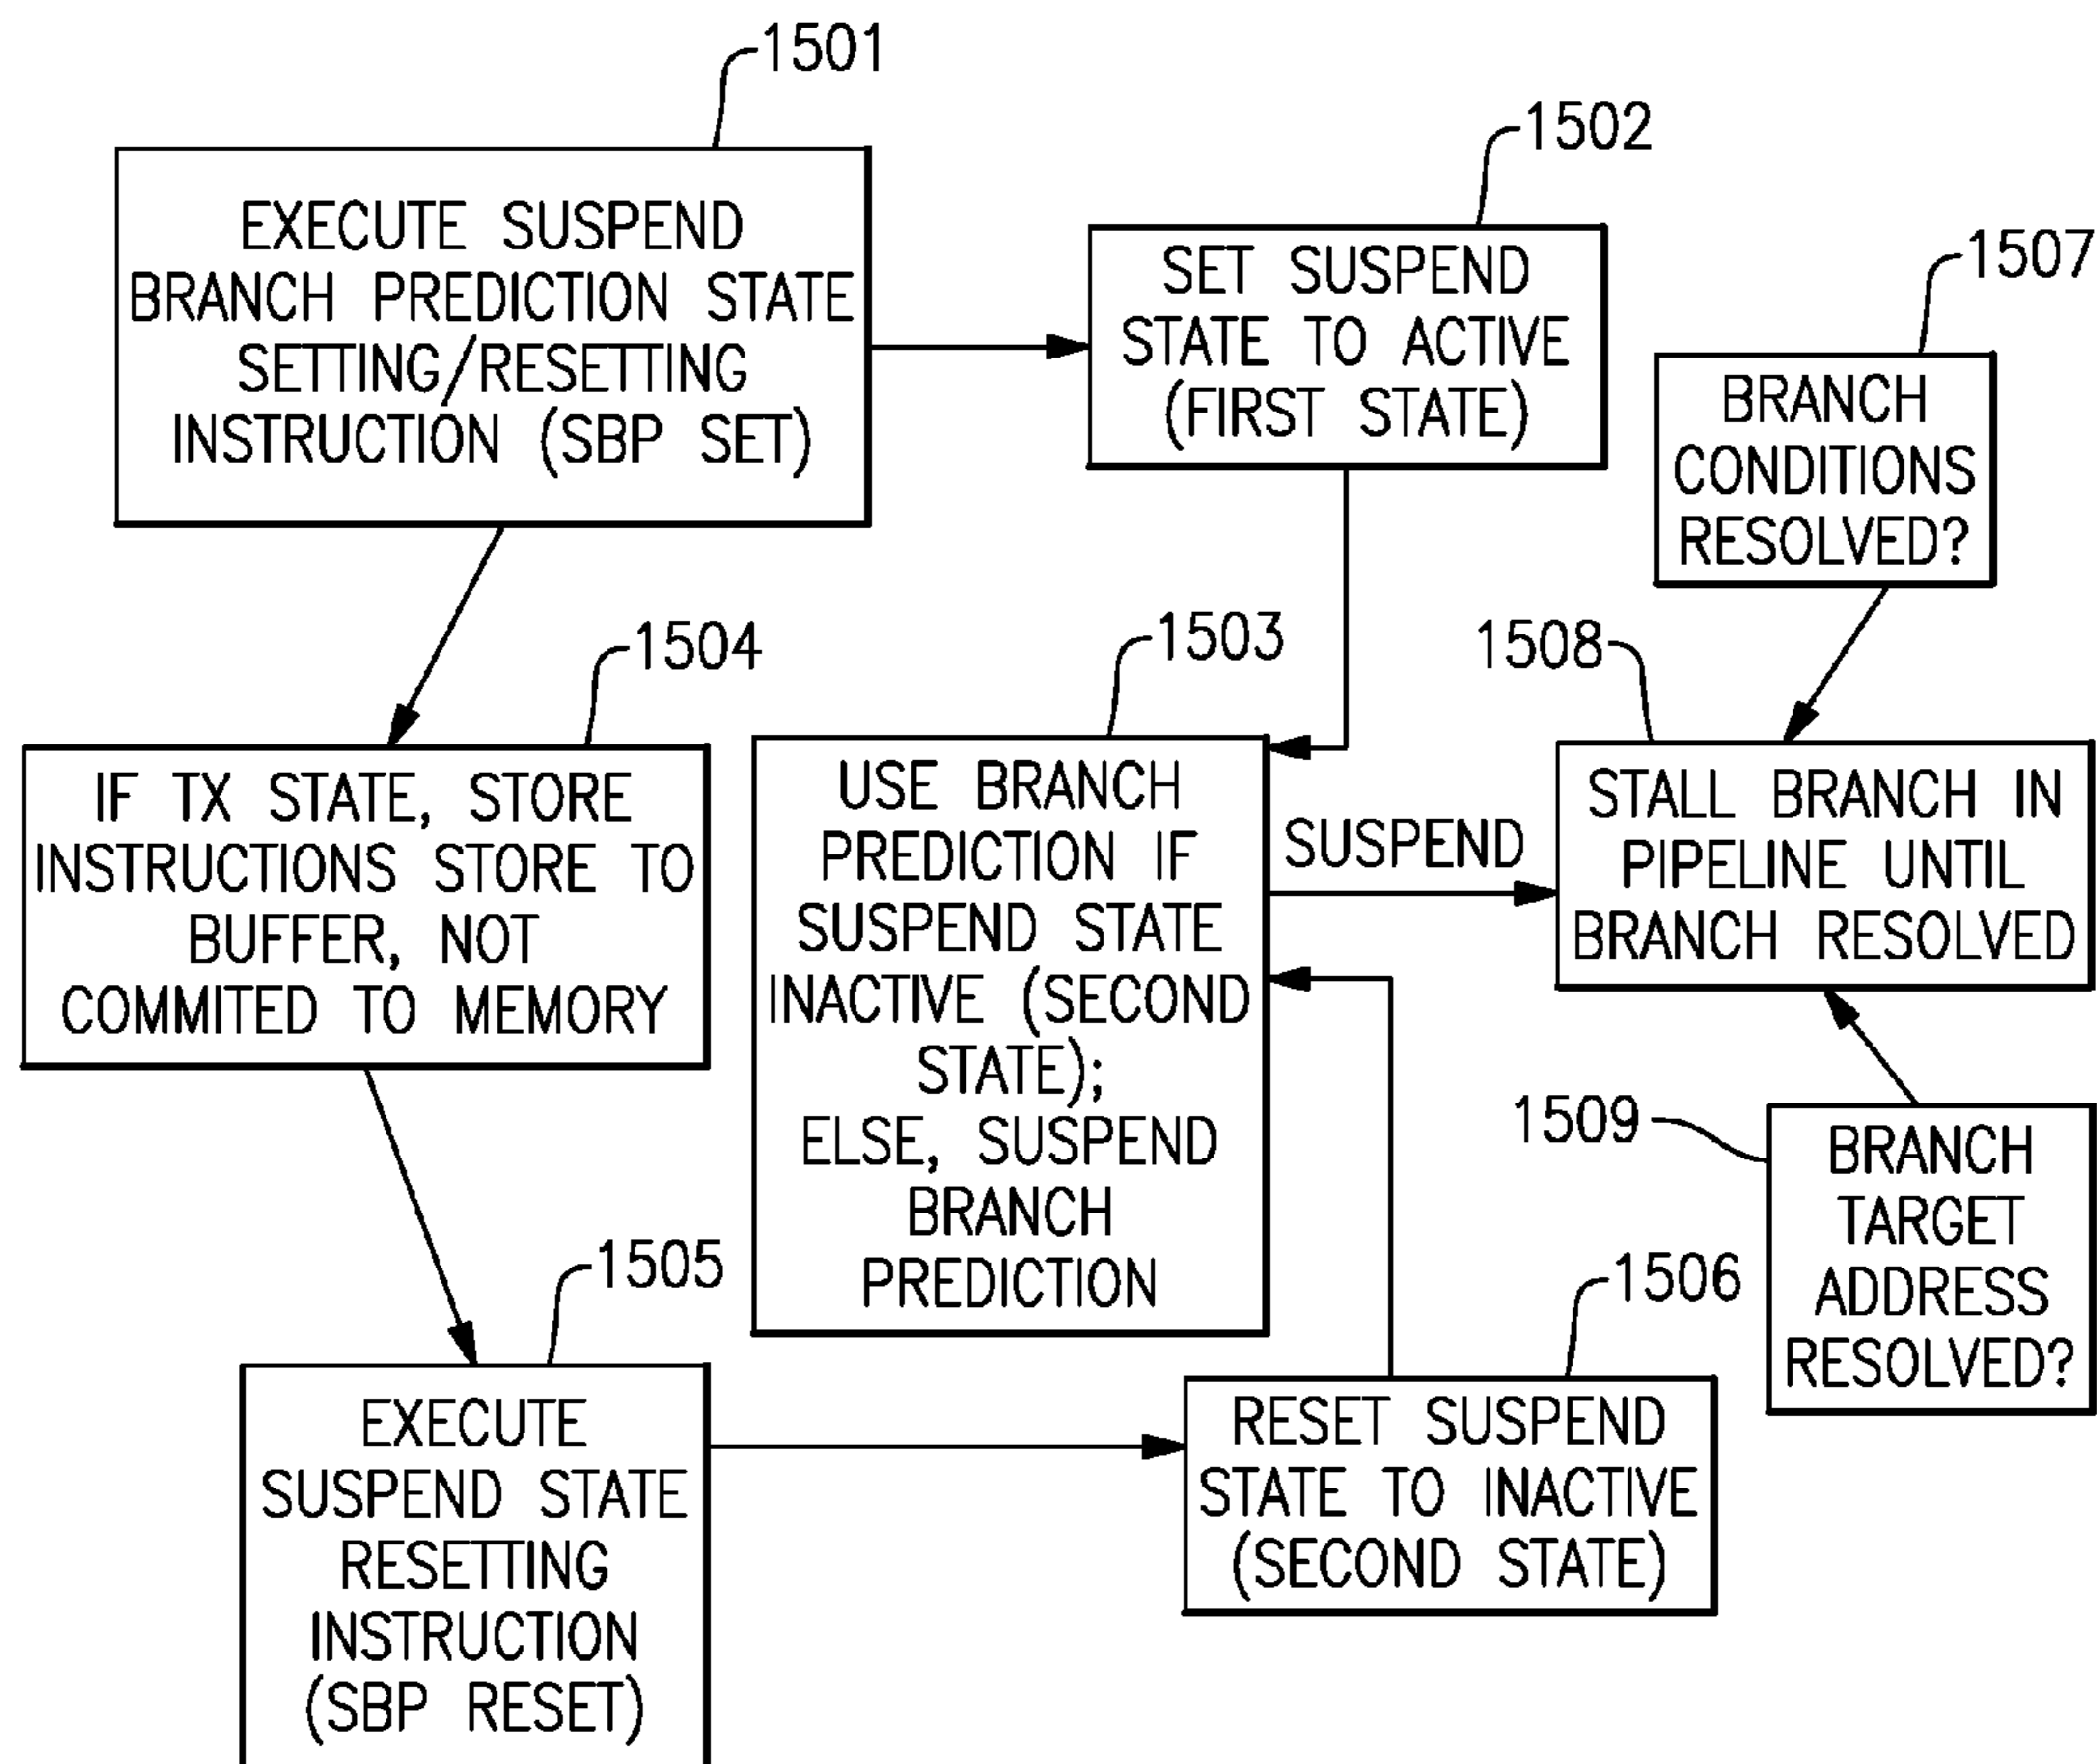 1501
EXECUTE SUSPEND
BRANCH PREDICTION STATE
SETTING/RESETTING
INSTRUCTION (SBP SET)
1502
SET SUSPEND
STATE TO ACTIVE
(FIRST STATE)
1507
BRANCH
CONDITIONS
RESOLVED?
1504
IF TX STATE, STORE
INSTRUCTIONS STORE TO
BUFFER, NOT
COMMITED TO MEMORY
1503
USE BRANCH
PREDICTION IF
SUSPEND STATE
INACTIVE (SECOND
STATE);
ELSE, SUSPEND
BRANCH
PREDICTION
SUSPEND
1508
STALL BRANCH IN
PIPELINE UNTIL
BRANCH RESOLVED
1509
BRANCH
TARGET
ADDRESS
RESOLVED?
1505
EXECUTE
SUSPEND STATE
RESETTING
INSTRUCTION
(SBP RESET)
1506
RESET SUSPEND
STATE TO INACTIVE
(SECOND STATE)